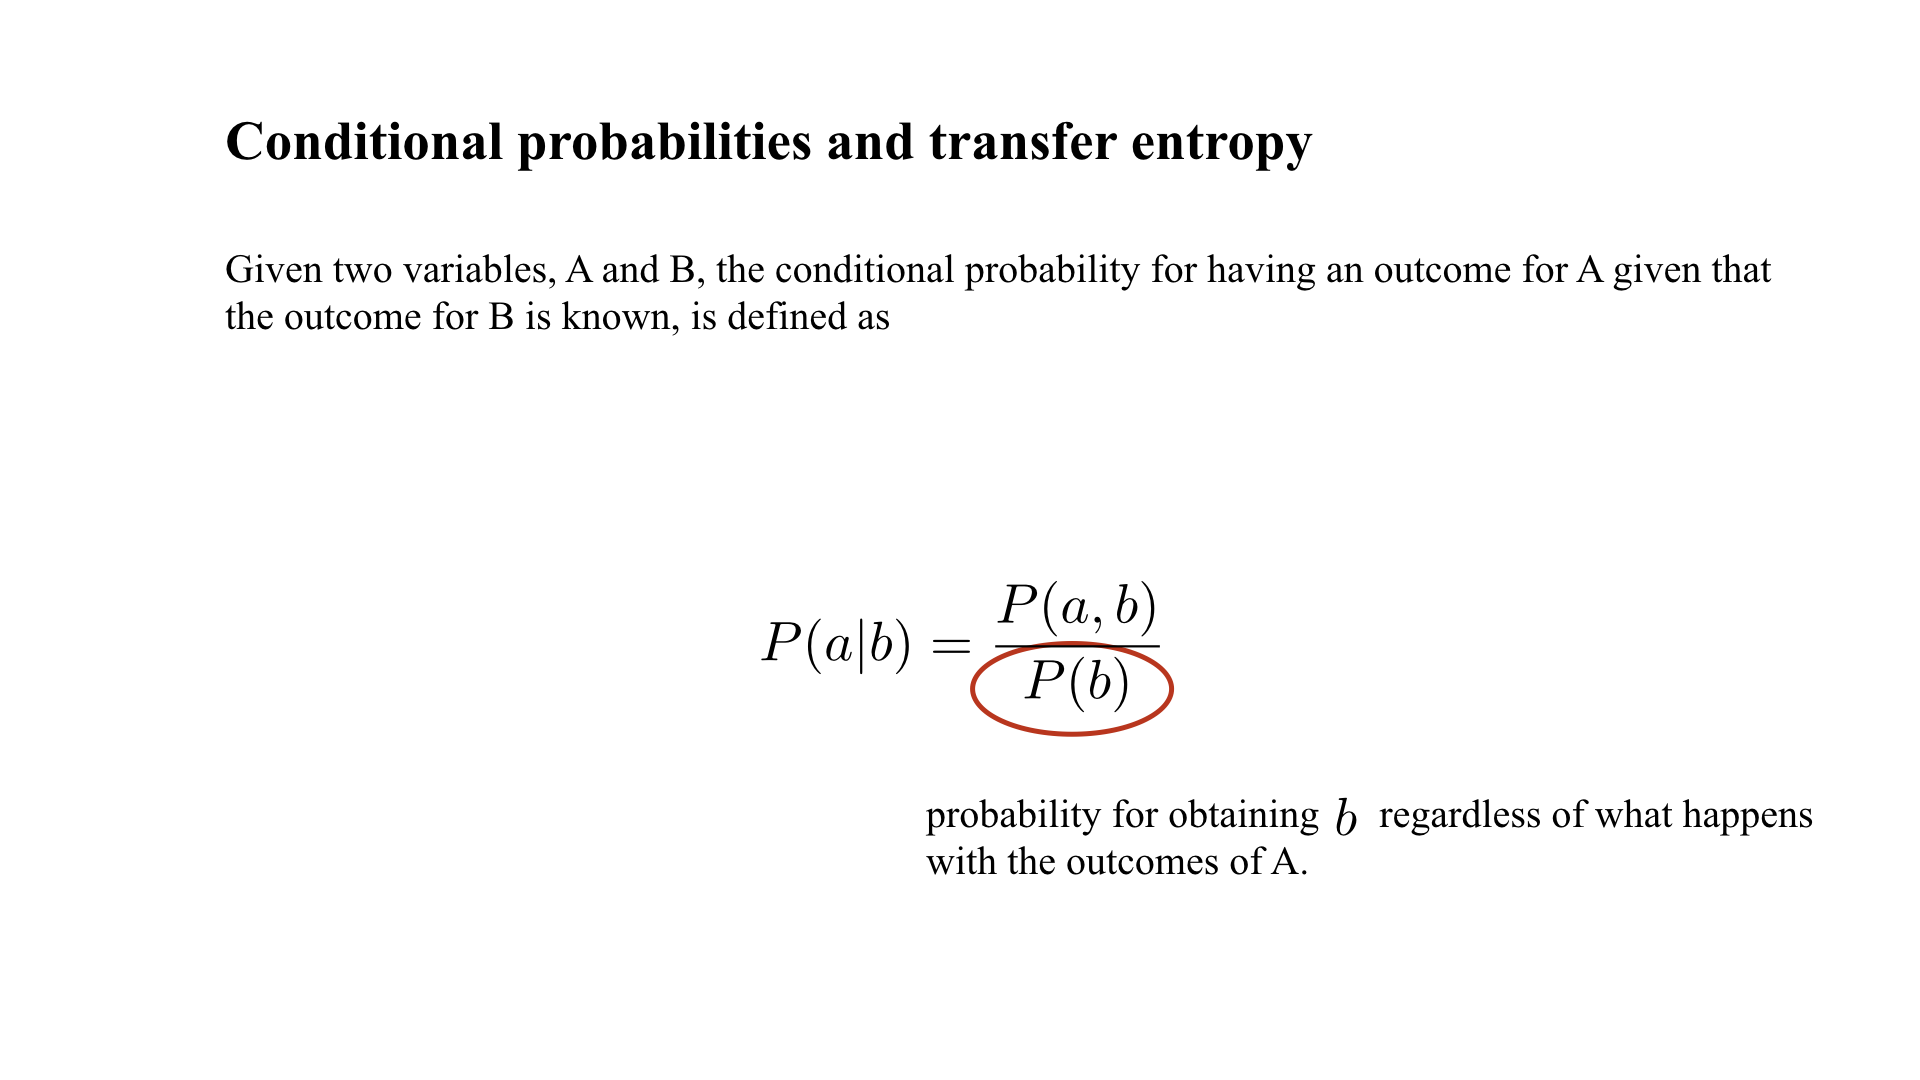 Conditional probabilities and transfer entropy
Given two variables, A and B, the conditional probability for having an outcome for A given that
the outcome for B is known, is defined as
P(a|b) = \frac{P(a, b)}{P(b)}
probability for obtaining b regardless of what happens
with the outcomes of A.